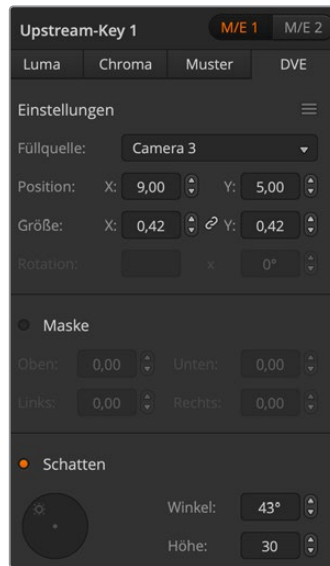 Upstream-Key 1 M/E 1 M/E 2
Luma Chroma Muster DVE
Einstellungen
Füllquelle: Camera 3
Position: X: 9,00 Y: 5,00
Größe: X: 0,42 Y: 0,42
Rotation: x 0°
Maske
Oben: 0,00 Unten: 0,00
Links: 0,00 Rechts: 0,00
Schatten
Winkel: 43°
Höhe: 30